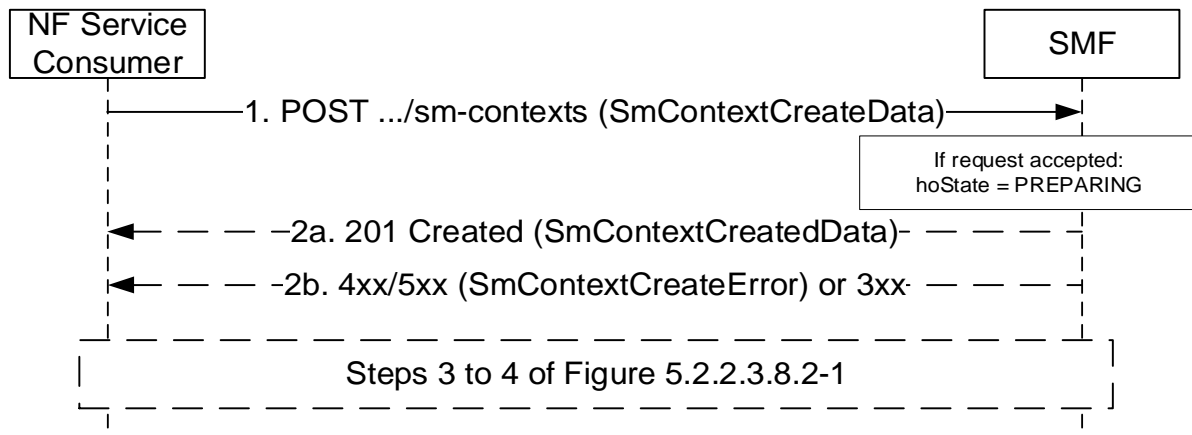 NF Service
Consumer
SMF
1. POST .../sm-contexts (SmContextCreateData)
If request accepted:
hoState = PREPARING
2a. 201 Created (SmContextCreatedData)
2b. 4xx/5xx (SmContextCreateError) or 3xx
Steps 3 to 4 of Figure 5.2.2.3.8.2-1